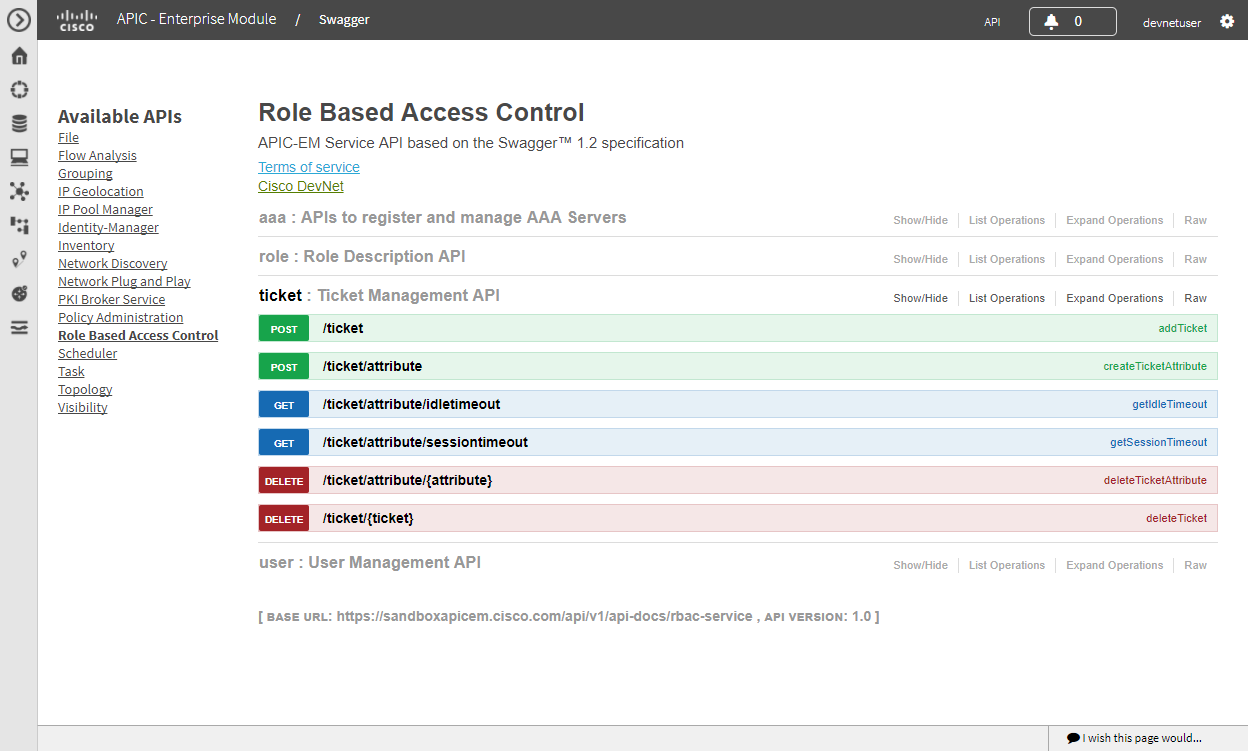 cisco APIC - Enterprise Module / Swagger API 0 devnetuser
Available APIs
File
Flow Analysis
Grouping
IP Geolocation
IP Pool Manager
Identity-Manager
Inventory
Network Discovery
Network Plug and Play
PKI Broker Service
Policy Administration
Role Based Access Control
Scheduler
Task
Topology
Visibility
Role Based Access Control
APIC-EM Service API based on the Swagger™ 1.2 specification
Terms of service
Cisco DevNet
aaa : APIs to register and manage AAA Servers Show/Hide List Operations Expand Operations Raw
role : Role Description API Show/Hide List Operations Expand Operations Raw
ticket : Ticket Management API Show/Hide List Operations Expand Operations Raw
POST /ticket addTicket
POST /ticket/attribute createTicketAttribute
GET /ticket/attribute/idletimeout getIdleTimeout
GET /ticket/attribute/sessiontimeout getSessionTimeout
DELETE /ticket/attribute/{attribute} deleteTicketAttribute
DELETE /ticket/{ticket} deleteTicket
user : User Management API Show/Hide List Operations Expand Operations Raw
[ BASE URL: https://sandboxapicem.cisco.com/api/v1/api-docs/rbac-service , API VERSION: 1.0 ]
I wish this page would...